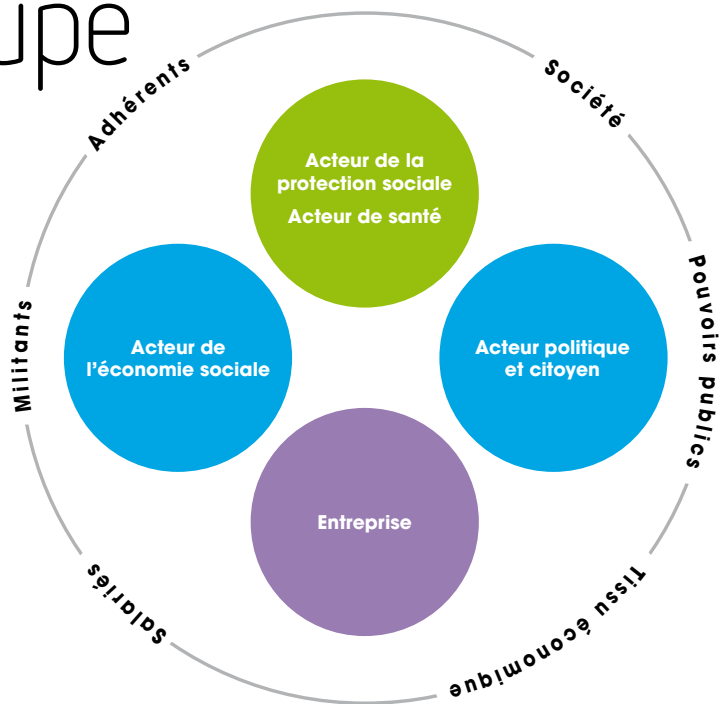 upe
Adhérents
Société
Acteur de la
protection sociale
Acteur de santé
Militants
Acteur de
l'économie sociale
Acteur politique
et citoyen
Pouvoirs publics
Entreprise
Salariés
Tissu économique